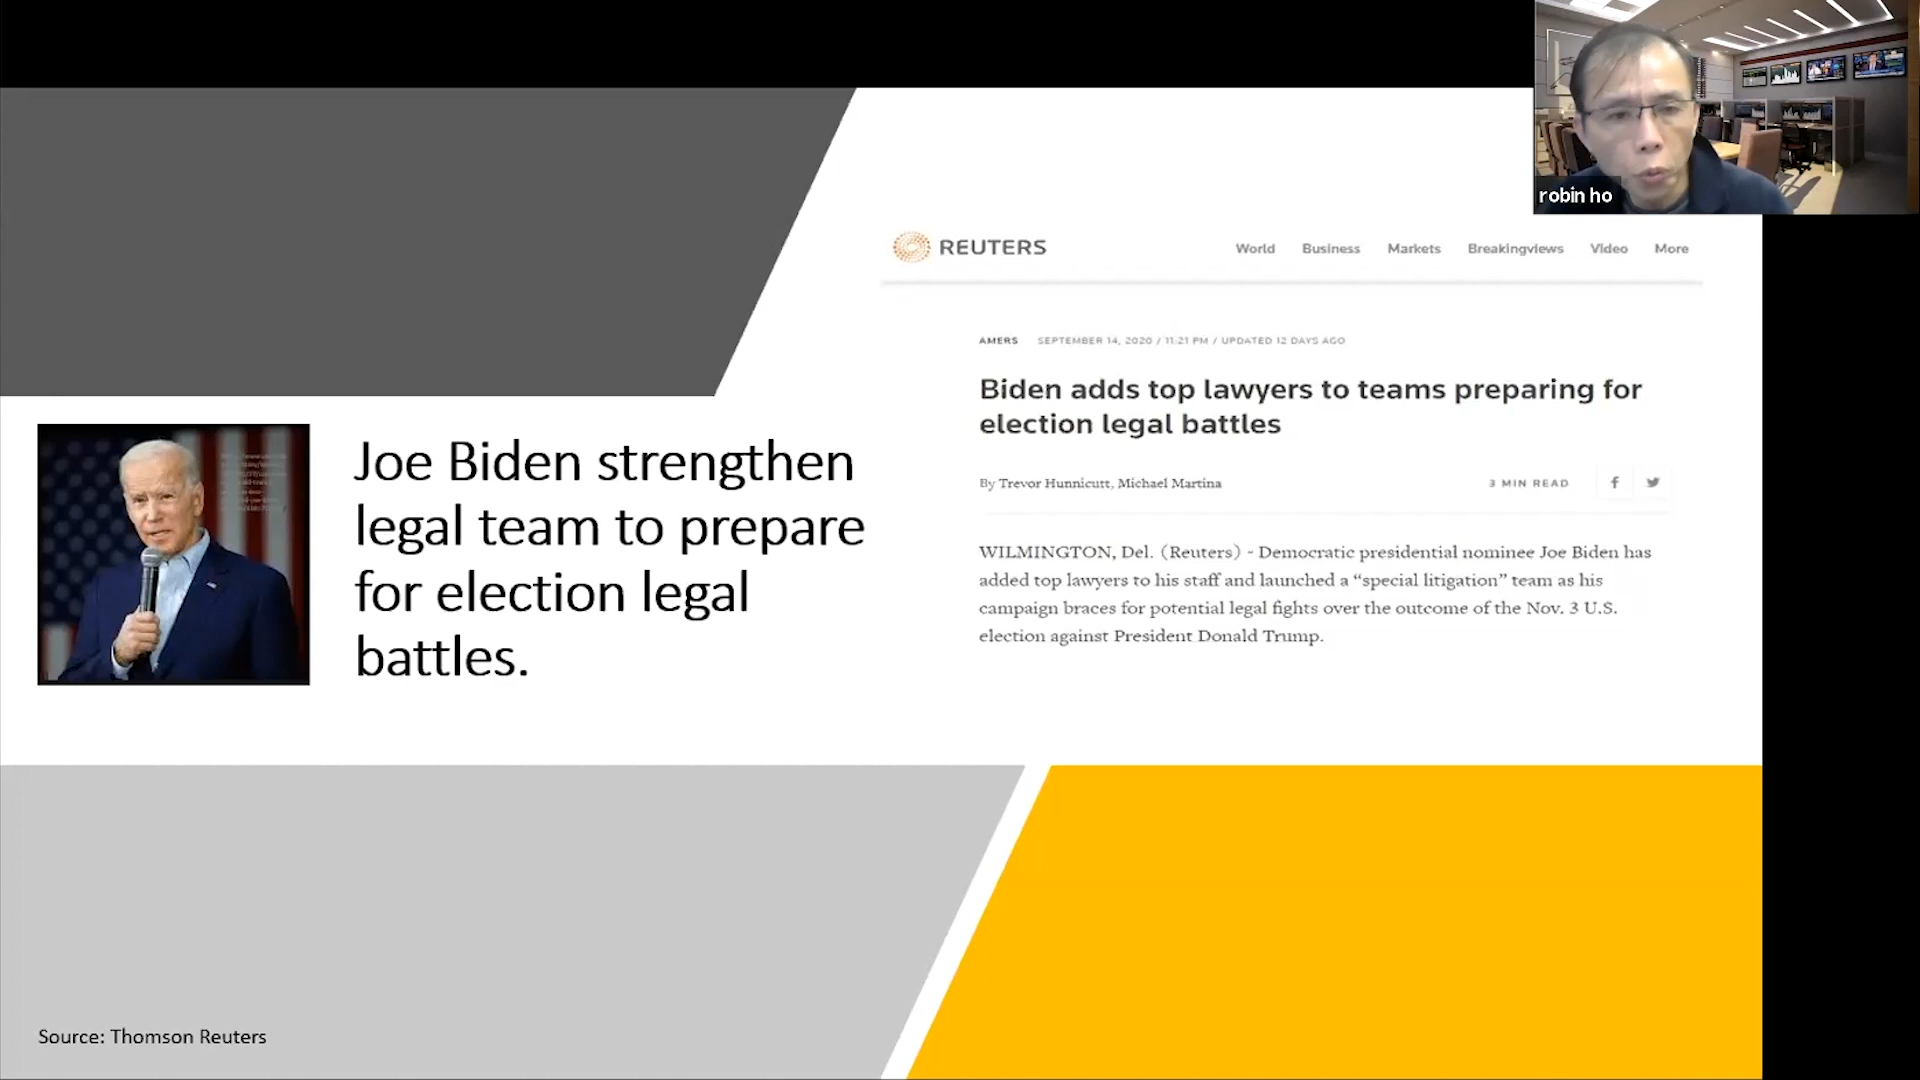 robin ho
REUTERS
World Business Markets Breakingviews Video More
AMERS SEPTEMBER 14, 2020 / 11:21 PM / UPDATED 12 DAYS AGO
Biden adds top lawyers to teams preparing for
election legal battles
By Trevor Hunnicutt, Michael Martina
3 MIN READ
WILMINGTON, Del. (Reuters) - Democratic presidential nominee Joe Biden has
added top lawyers to his staff and launched a “special litigation” team as his
campaign braces for potential legal fights over the outcome of the Nov. 3 U.S.
election against President Donald Trump.
Joe Biden strengthen
legal team to prepare
for election legal
battles.
Source: Thomson Reuters